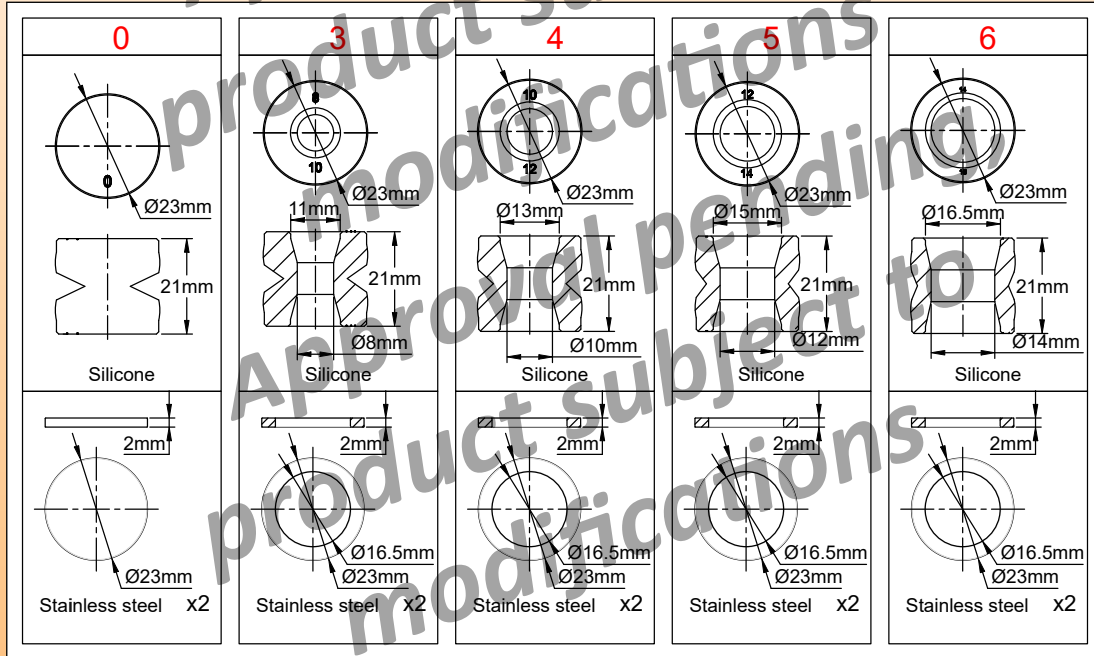 0
0
Ø23mm
21mm
Silicone
2mm
Ø23mm
Stainless steel x2
3
8
10
Ø23mm
11mm
21mm
Ø8mm
Silicone
2mm
Ø16.5mm
Ø23mm
Stainless steel x2
4
10
12
Ø23mm
Ø13mm
21mm
Ø10mm
Silicone
2mm
Ø16.5mm
Ø23mm
Stainless steel x2
5
12
14
Ø23mm
Ø15mm
21mm
Ø12mm
Silicone
2mm
Ø16.5mm
Ø23mm
Stainless steel x2
6
14
Ø23mm
Ø16.5mm
21mm
Ø14mm
Silicone
2mm
Ø16.5mm
Ø23mm
Stainless steel x2
product
modifications
Approval pending,
product subject to
modifications